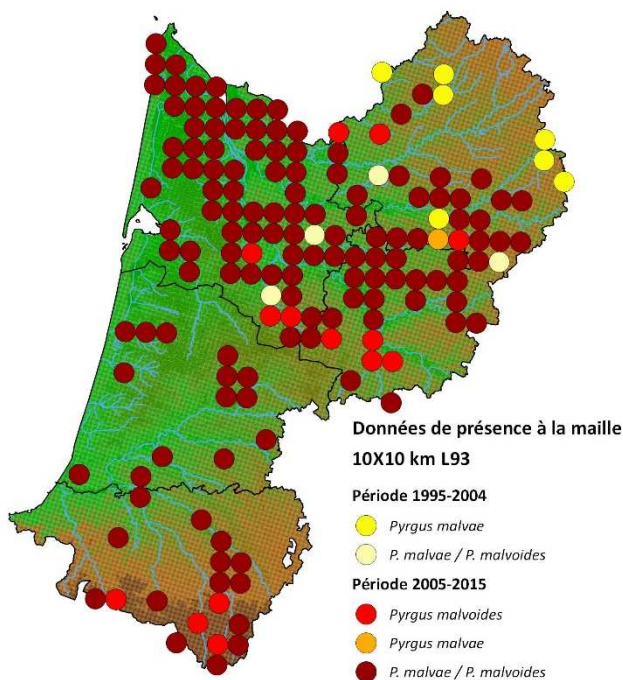 Données de présence à la maille
10X10 km L93
Période 1995-2004
Pyrgus malvae
P. malvae / P. malvoides
Période 2005-2015
Pyrgus malvoides
Pyrgus malvae
P. malvae / P. malvoides